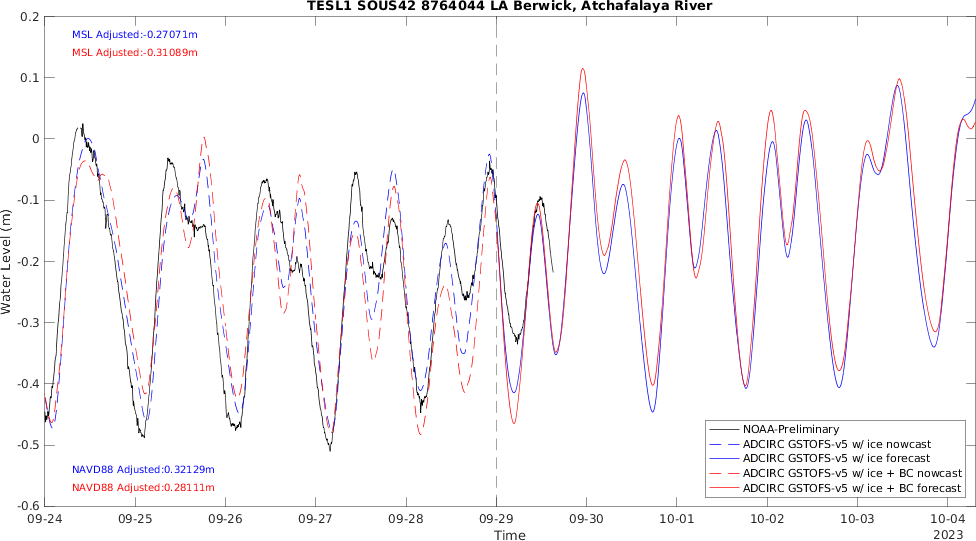 TESL1 SOUS42 8764044 LA Berwick, Atchafalaya River
MSL Adjusted:-0.27071m
MSL Adjusted:-0.31089m
Water Level (m)
0.2
0.1
0
-0.1
-0.2
-0.3
-0.4
-0.5
-0.6
NAVD88 Adjusted:0.32129m
NAVD88 Adjusted:0.28111m
NOAA-Preliminary
ADCIRC GSTOFS-v5 w/ ice nowcast
ADCIRC GSTOFS-v5 w/ ice forecast
ADCIRC GSTOFS-v5 w/ ice + BC nowcast
ADCIRC GSTOFS-v5 w/ ice + BC forecast
09-24 09-25 09-26 09-27 09-28 09-29 09-30 10-01 10-02 10-03 10-04
Time
2023